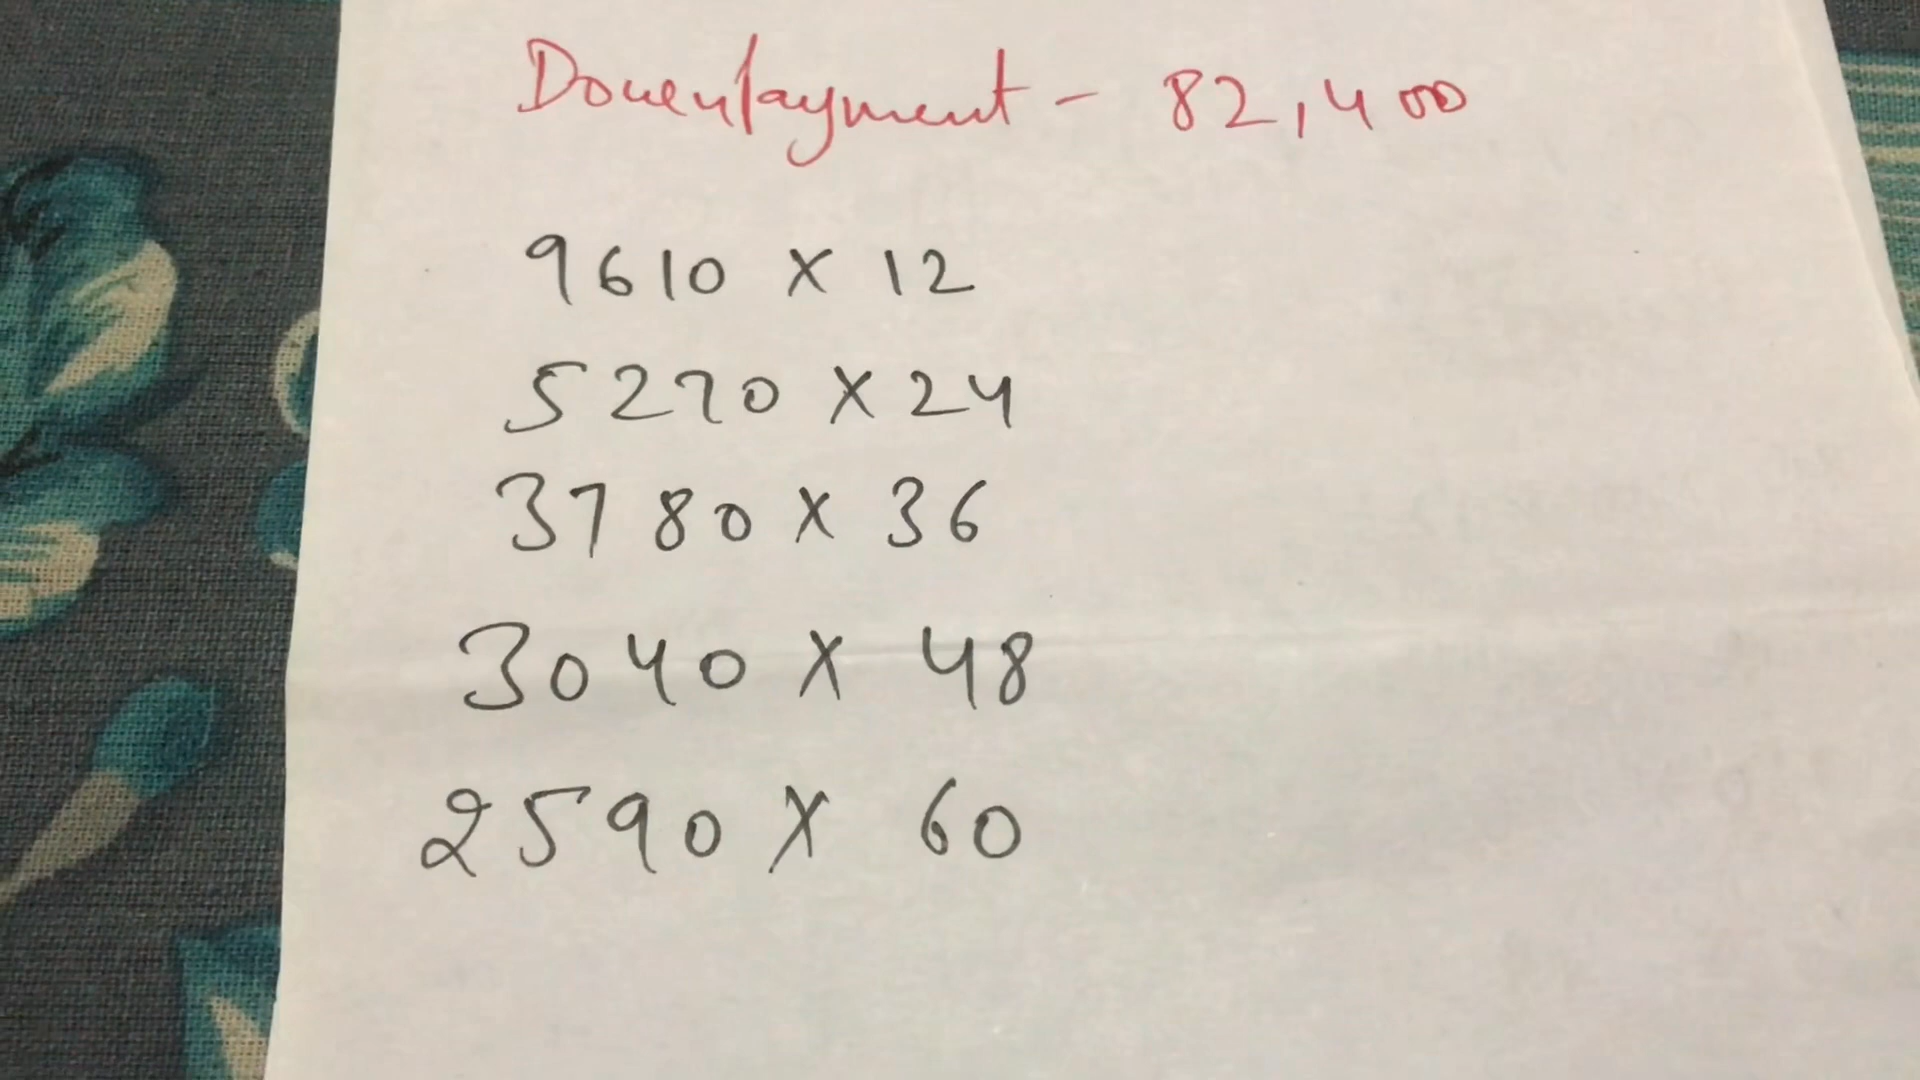 Downpayment - 82,400
9610 X 12
5270 X 24
3780 X 36
3040 X 48
2590 X 60